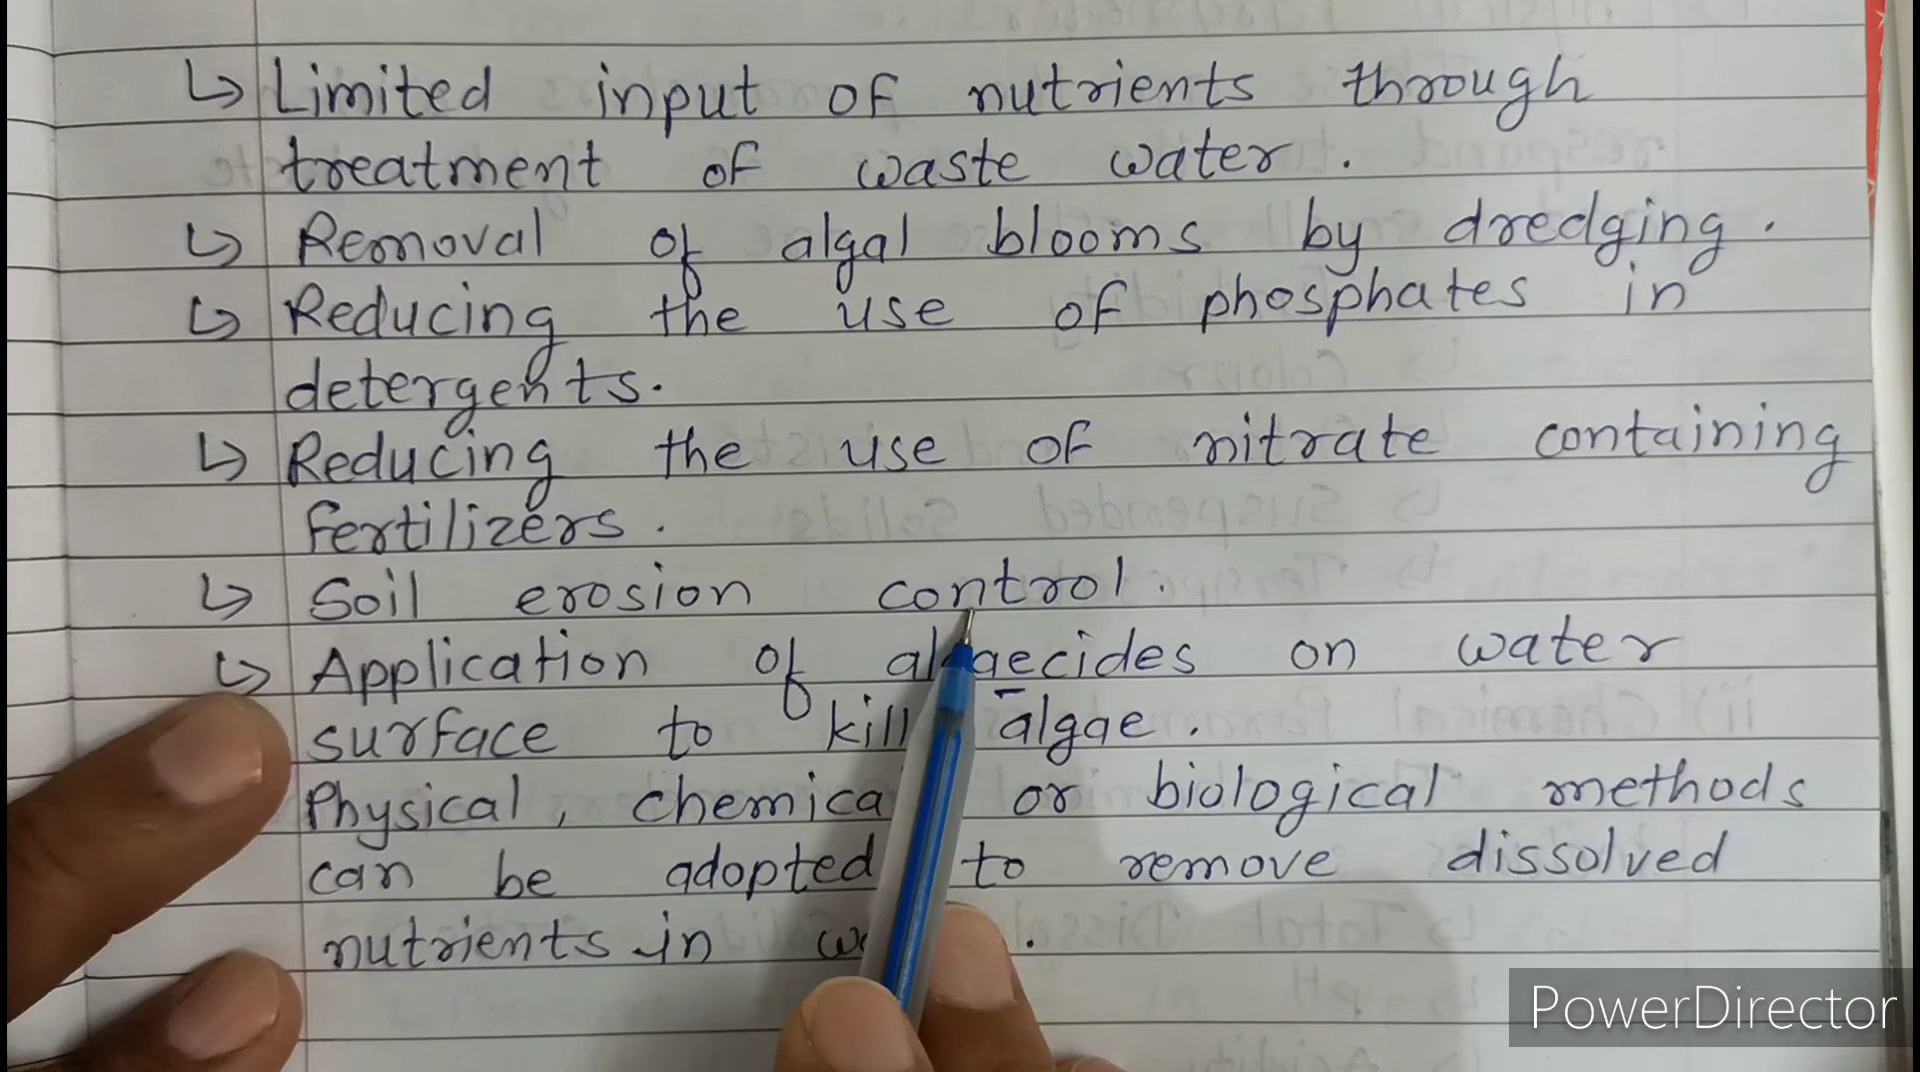 ↳ Limited input of nutrients through
treatment of waste water.
↳ Removal of algal blooms by dredging.
↳ Reducing the use of phosphates in
detergents.
↳ Reducing the use of nitrate containing
fertilizers.
↳ Soil erosion control.
↳ Application of algaecides on water
surface to kill algae.
Physical, chemical or biological methods
can be adopted to remove dissolved
nutrients in
PowerDirector